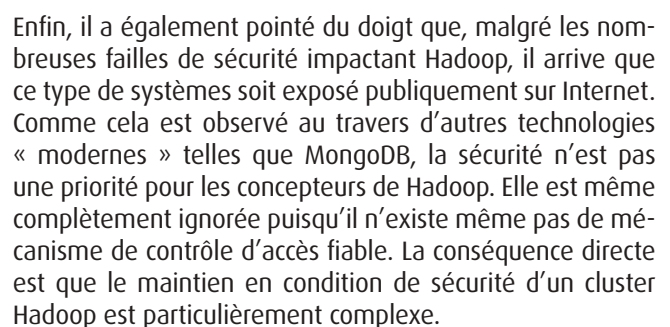 Enfin, il a également pointé du doigt que, malgré les nom-
breuses failles de sécurité impactant Hadoop, il arrive que
ce type de systèmes soit exposé publiquement sur Internet.
Comme cela est observé au travers d'autres technologies
« modernes » telles que MongoDB, la sécurité n'est pas
une priorité pour les concepteurs de Hadoop. Elle est même
complètement ignorée puisqu'il n'existe même pas de mé-
canisme de contrôle d'accès fiable. La conséquence directe
est que le maintien en condition de sécurité d'un cluster
Hadoop est particulièrement complexe.